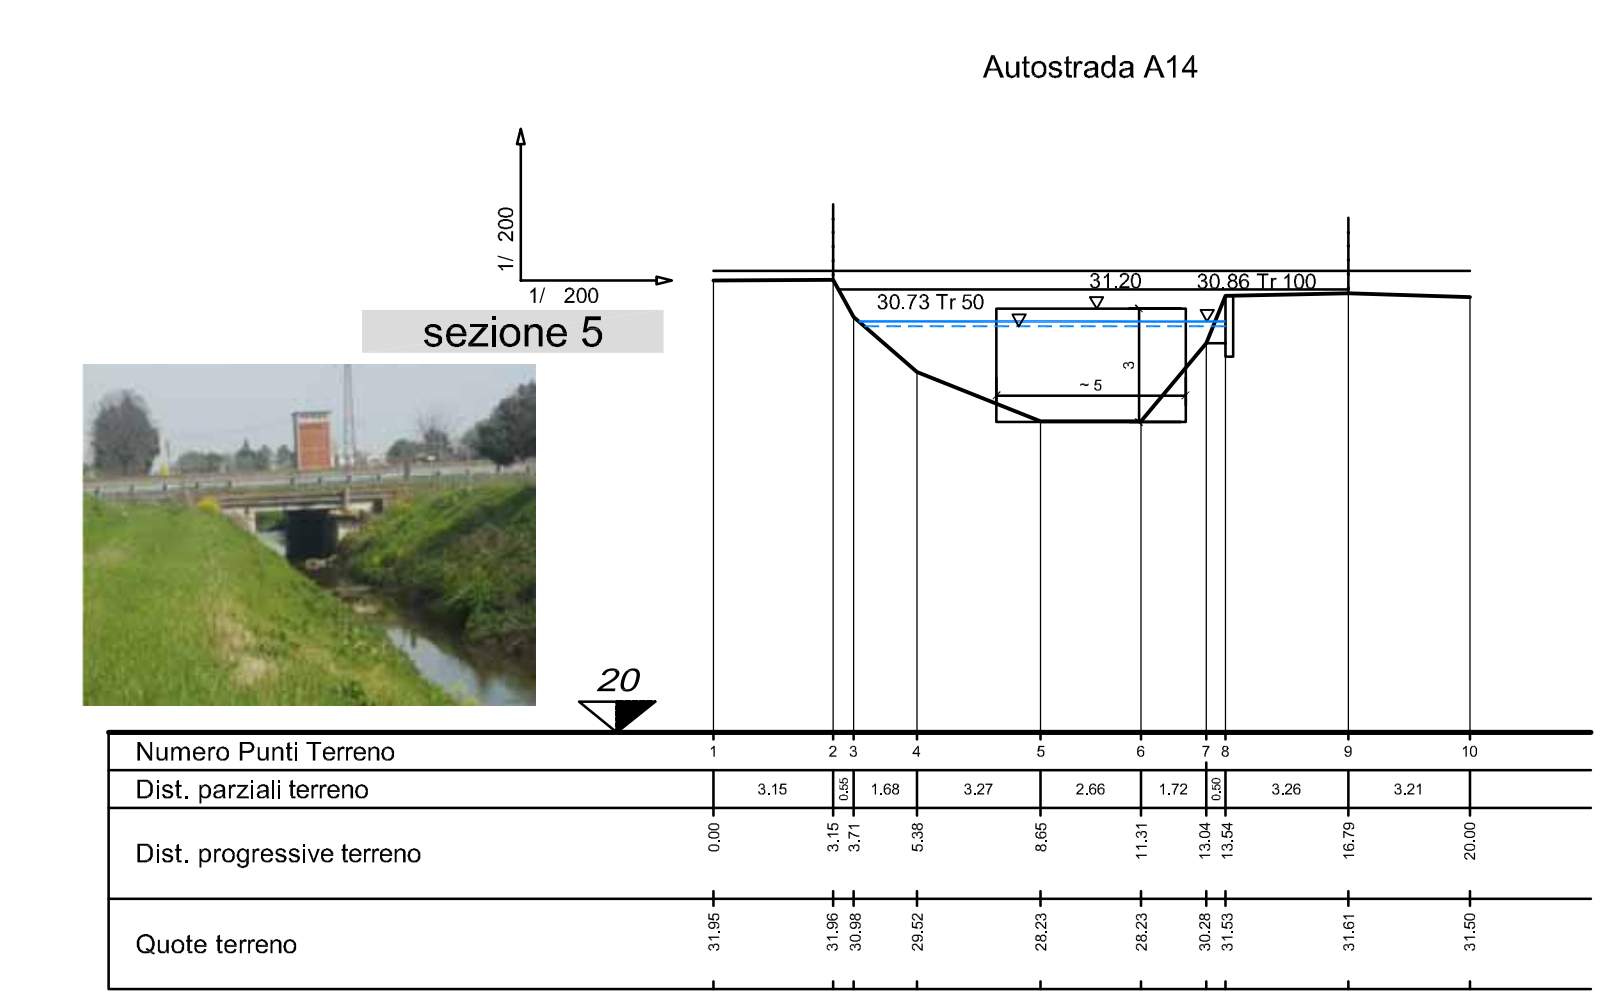 Autostrada A14
1/ 200
1/ 200
sezione 5
31.20
30.86 Tr 100
30.73 Tr 50
3
~ 5
20
Numero Punti Terreno 1 2 3 4 5 6 7 8 9 10
Dist. parziali terreno 3.15 0.55 1.68 3.27 2.66 1.72 0.50 3.26 3.21
Dist. progressive terreno 0.00 3.15 3.71 5.38 8.65 11.31 13.04 13.54 16.79 20.00
Quote terreno 31.95 31.96 30.98 29.52 28.23 28.23 30.28 31.53 31.61 31.50